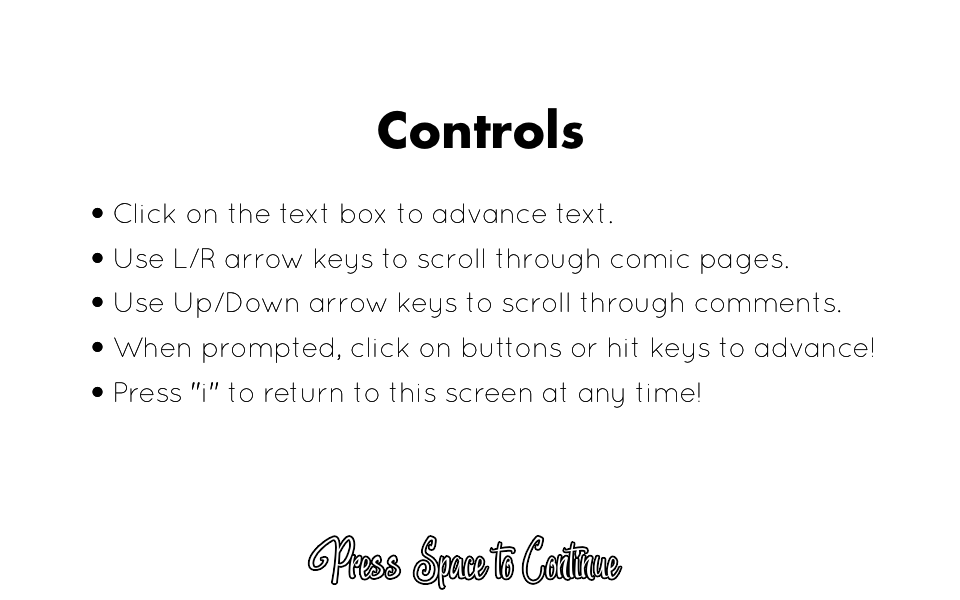 Controls
• Click on the text box to advance text.
• Use L/R arrow keys to scroll through comic pages.
• Use Up/Down arrow keys to scroll through comments.
• When prompted, click on buttons or hit keys to advance!
• Press "i" to return to this screen at any time!
Press Space to Continue